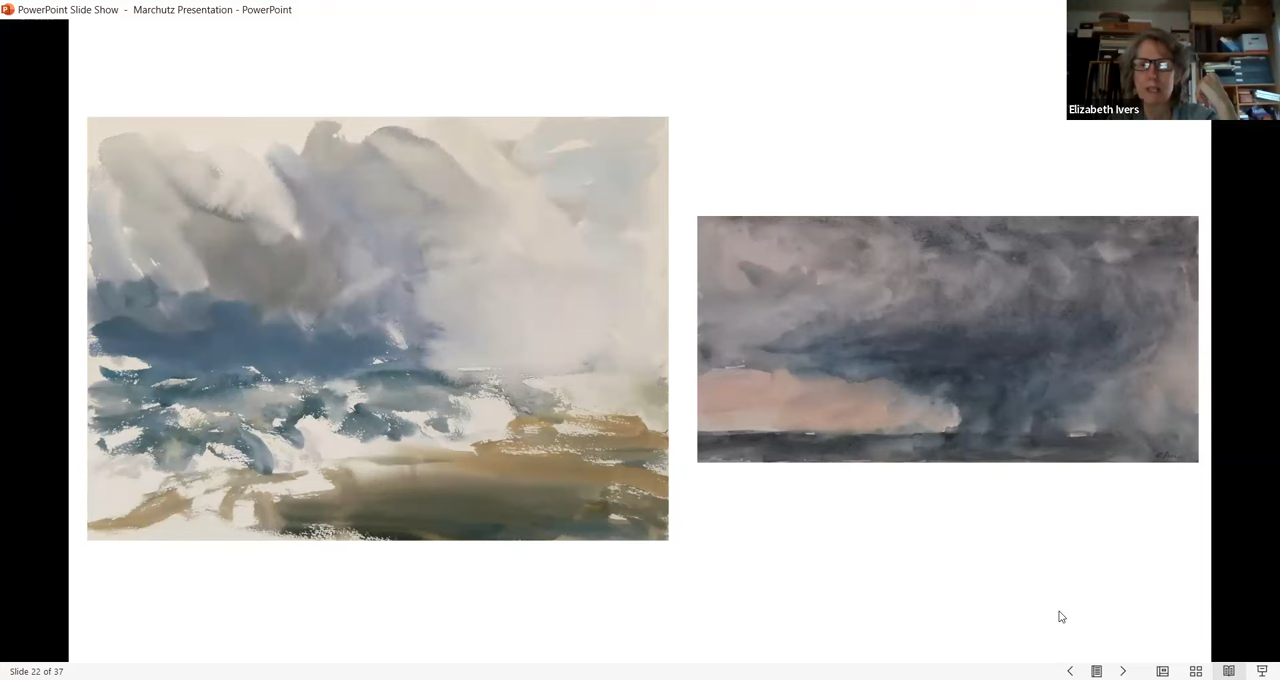 PowerPoint Slide Show - Marchutz Presentation - PowerPoint
Elizabeth Ivers
Slide 22 of 37